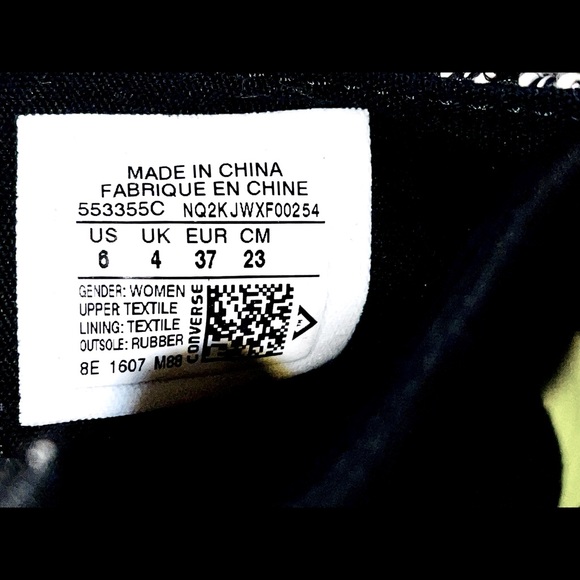 MADE IN CHINA
FABRIQUE EN CHINE
553355C NQ2KJWXF00254
US UK EUR CM
6 4 37 23
GENDER: WOMEN
UPPER: TEXTILE
LINING: TEXTILE
OUTSOLE: RUBBER
8E 1607 M88
CONVERSE